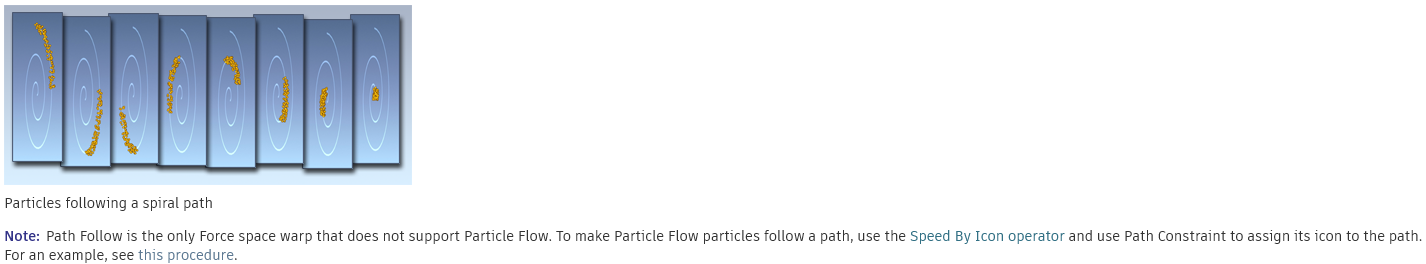 Particles following a spiral path
Note: Path Follow is the only Force space warp that does not support Particle Flow. To make Particle Flow particles follow a path, use the Speed By Icon operator and use Path Constraint to assign its icon to the path.
For an example, see this procedure.